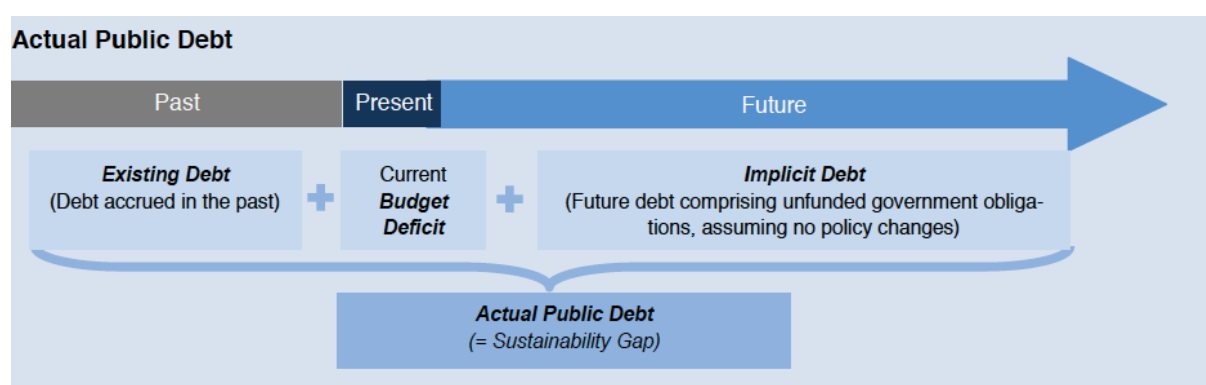 Actual Public Debt
Past
Present
Future
Existing Debt
(Debt accrued in the past)
+
Current
Budget
Deficit
+
Implicit Debt
(Future debt comprising unfunded government obliga-
tions, assuming no policy changes)
Actual Public Debt
(= Sustainability Gap)